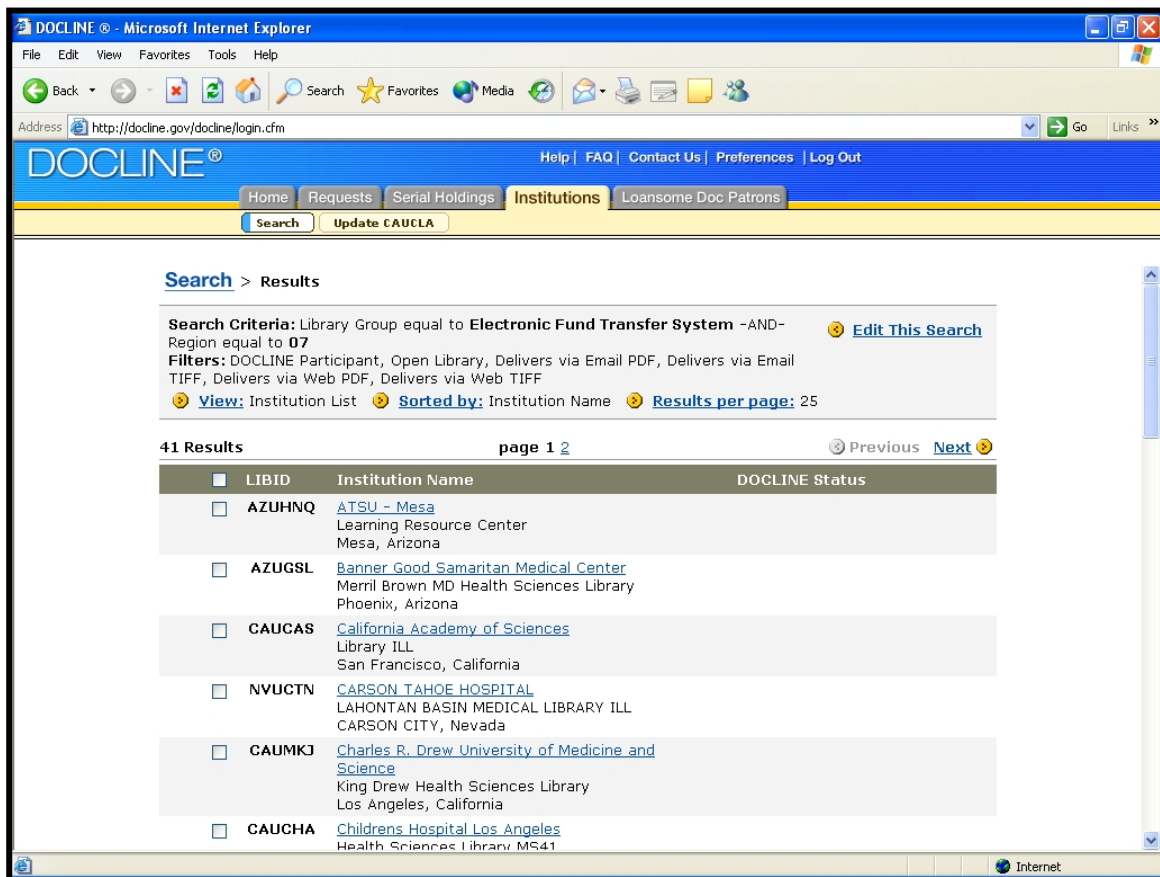 DOCLINE ® - Microsoft Internet Explorer
File Edit View Favorites Tools Help
Back Search Favorites Media
Address http://docline.gov/docline/login.cfm Go Links »
DOCLINE®
Help | FAQ | Contact Us | Preferences | Log Out
Home Requests Serial Holdings Institutions Loansome Doc Patrons
Search Update CAUCLA
Search > Results
Search Criteria: Library Group equal to Electronic Fund Transfer System -AND-
Region equal to 07
Edit This Search
Filters: DOCLINE Participant, Open Library, Delivers via Email PDF, Delivers via Email
TIFF, Delivers via Web PDF, Delivers via Web TIFF
View: Institution List Sorted by: Institution Name Results per page: 25
41 Results page 1 2 Previous Next
LIBID Institution Name DOCLINE Status
AZUHNQ ATSU - Mesa
Learning Resource Center
Mesa, Arizona
AZUGSL Banner Good Samaritan Medical Center
Merril Brown MD Health Sciences Library
Phoenix, Arizona
CAUCAS California Academy of Sciences
Library ILL
San Francisco, California
NVUCTN CARSON TAHOE HOSPITAL
LAHONTAN BASIN MEDICAL LIBRARY ILL
CARSON CITY, Nevada
CAUMKJ Charles R. Drew University of Medicine and
Science
King Drew Health Sciences Library
Los Angeles, California
CAUCHA Childrens Hospital Los Angeles
Health Sciences Library MS41
Internet